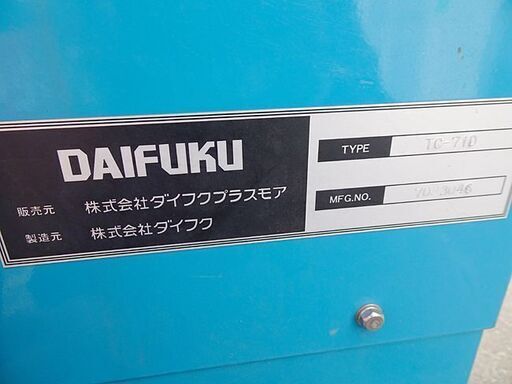 DAIFUKU
販売元 株式会社ダイフクプラスモア
製造元 株式会社ダイフク
TYPE TC-710
MFG.NO.